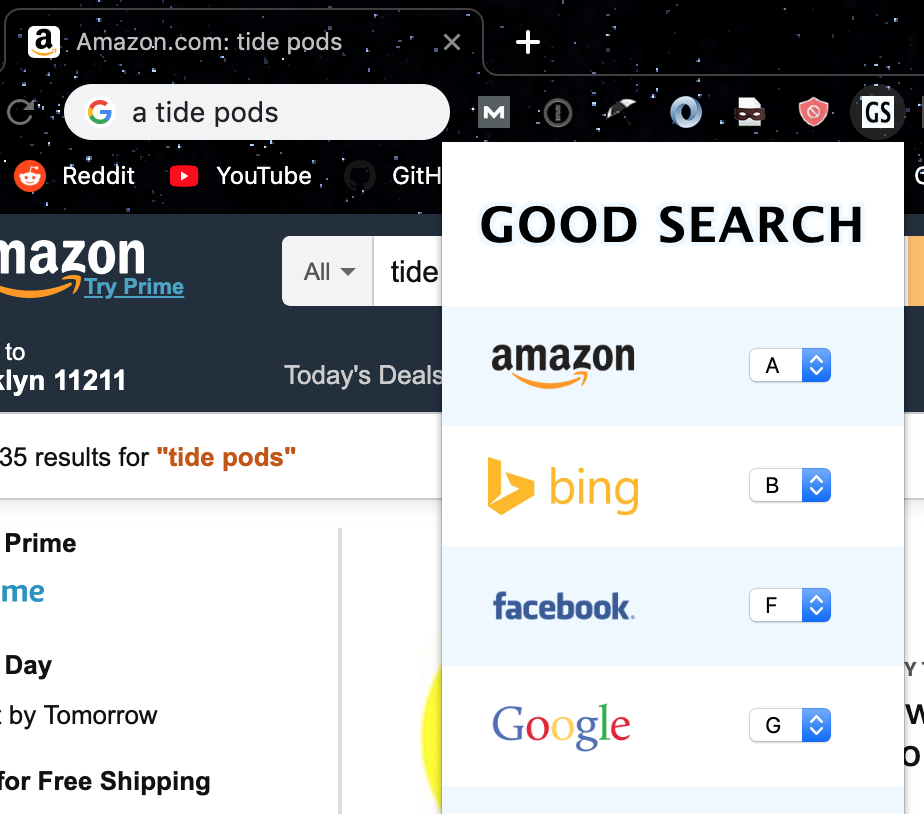 Amazon.com: tide pods
a tide pods
GS
Reddit
YouTube
GitH
GOOD SEARCH
mazon
Try Prime
All
tide
amazon
A
to
klyn 11211
Today's Deals
35 results for "tide pods"
bing
B
Prime
me
facebook.
F
Day
t by Tomorrow
Google
G
for Free Shipping